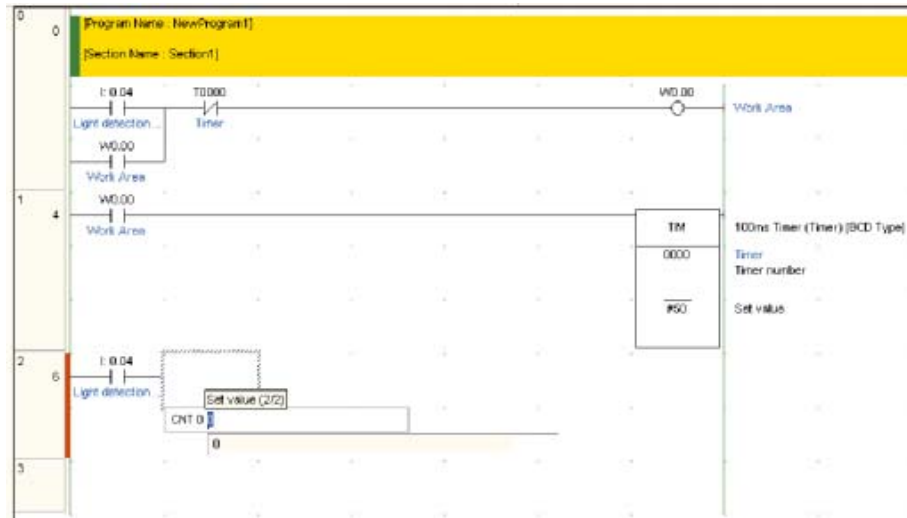 0
0
[Program Name : NewProgram1]
[Section Name : Section1]
I: 0.04
T0000
W0.00
Light detection ...
Timer
Work Area
W0.00
Work Area
1
4
W0.00
Work Area
TIM
100ms Timer (Timer) [BCD Type]
0000
Timer
Timer number
#50
Set value
2
6
I: 0.04
Light detection ...
Set value (2/2)
CNT 0 0
0
3